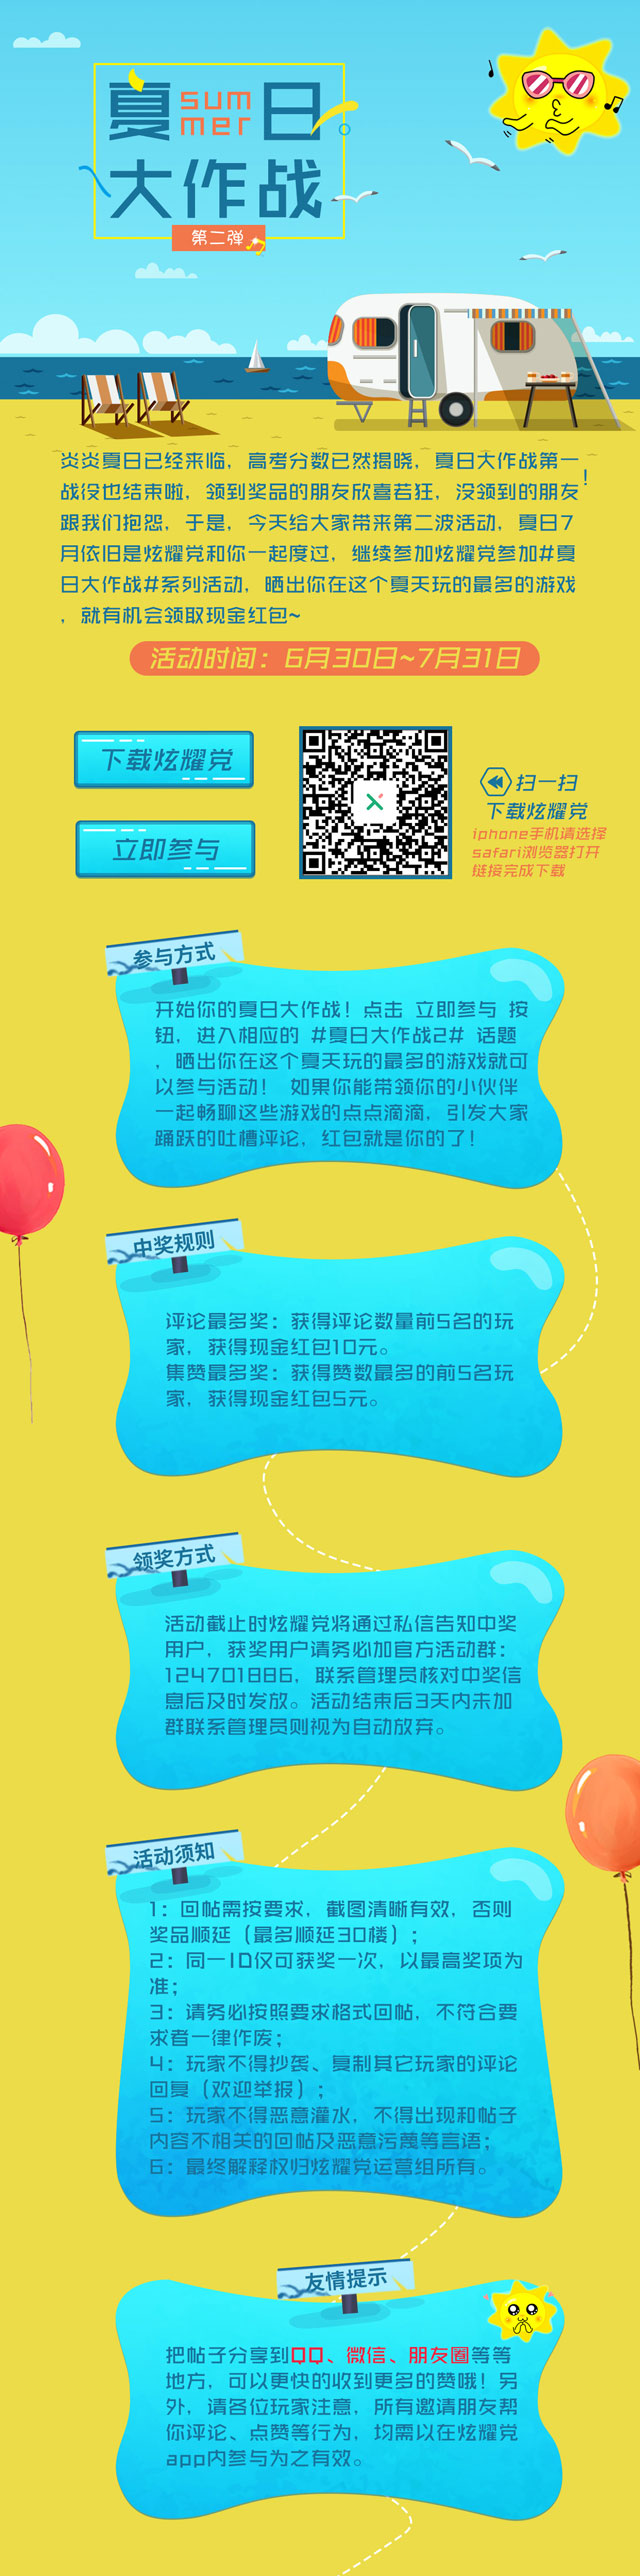 夏summer日
大作战
第二弹
炎炎夏日已经来临，高考分数已然揭晓，夏日大作战第一
战役也结束啦，领到奖品的朋友欣喜若狂，没领到的朋友！
跟我们抱怨，于是，今天给大家带来第二波活动，夏日7
月依旧是炫耀党和你一起度过，继续参加炫耀党参加#夏
日大作战#系列活动，晒出你在这个夏天玩的最多的游戏
，就有机会领取现金红包~
活动时间：6月30日~7月31日
下载炫耀党
立即参与
扫一扫
下载炫耀党
iphone手机请选择
safari浏览器打开
链接完成下载
参与方式
开始你的夏日大作战！点击 立即参与 按
钮，进入相应的 #夏日大作战2# 话题
，晒出你在这个夏天玩的最多的游戏就可
以参与活动！ 如果你能带领你的小伙伴
一起畅聊这些游戏的点点滴滴，引发大家
踊跃的吐槽评论，红包就是你的了！
中奖规则
评论最多奖：获得评论数量前5名的玩
家，获得现金红包10元。
集赞最多奖：获得赞数最多的前5名玩
家，获得现金红包5元。
领奖方式
活动截止时炫耀党将通过私信告知中奖
用户，获奖用户请务必加官方活动群：
124701886，联系管理员核对中奖信
息后及时发放。活动结束后3天内未加
群联系管理员则视为自动放弃。
活动须知
1：回帖需按要求，截图清晰有效，否则
奖品顺延（最多顺延30楼）；
2：同一ID仅可获奖一次，以最高奖项为
准；
3：请务必按照要求格式回帖，不符合要
求者一律作废；
4：玩家不得抄袭、复制其它玩家的评论
回复（欢迎举报）；
5：玩家不得恶意灌水，不得出现和帖子
内容不相关的回帖及恶意污蔑等言语；
6：最终解释权归炫耀党运营组所有。
友情提示
把帖子分享到QQ、微信、朋友圈等等
地方，可以更快的收到更多的赞哦！另
外，请各位玩家注意，所有邀请朋友帮
你评论、点赞等行为，均需以在炫耀党
app内参与为之有效。